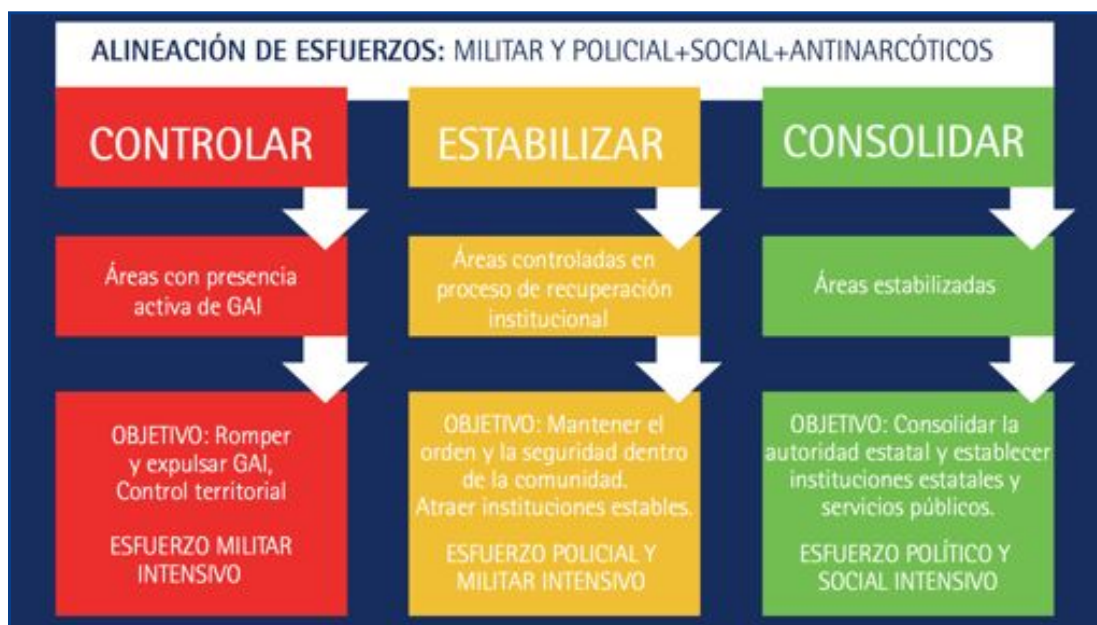 ALINEACIÓN DE ESFUERZOS: MILITAR Y POLICIAL+SOCIAL+ANTINARCÓTICOS
CONTROLAR
Áreas con presencia
activa de GAI
OBJETIVO: Romper
y expulsar GAI,
Control territorial
ESFUERZO MILITAR
INTENSIVO
ESTABILIZAR
Áreas controladas en
proceso de recuperación
institucional
OBJETIVO: Mantener el
orden y la seguridad dentro
de la comunidad.
Atraer instituciones estables.
ESFUERZO POLICIAL Y
MILITAR INTENSIVO
CONSOLIDAR
Áreas estabilizadas
OBJETIVO: Consolidar la
autoridad estatal y establecer
instituciones estatales y
servicios públicos.
ESFUERZO POLÍTICO Y
SOCIAL INTENSIVO